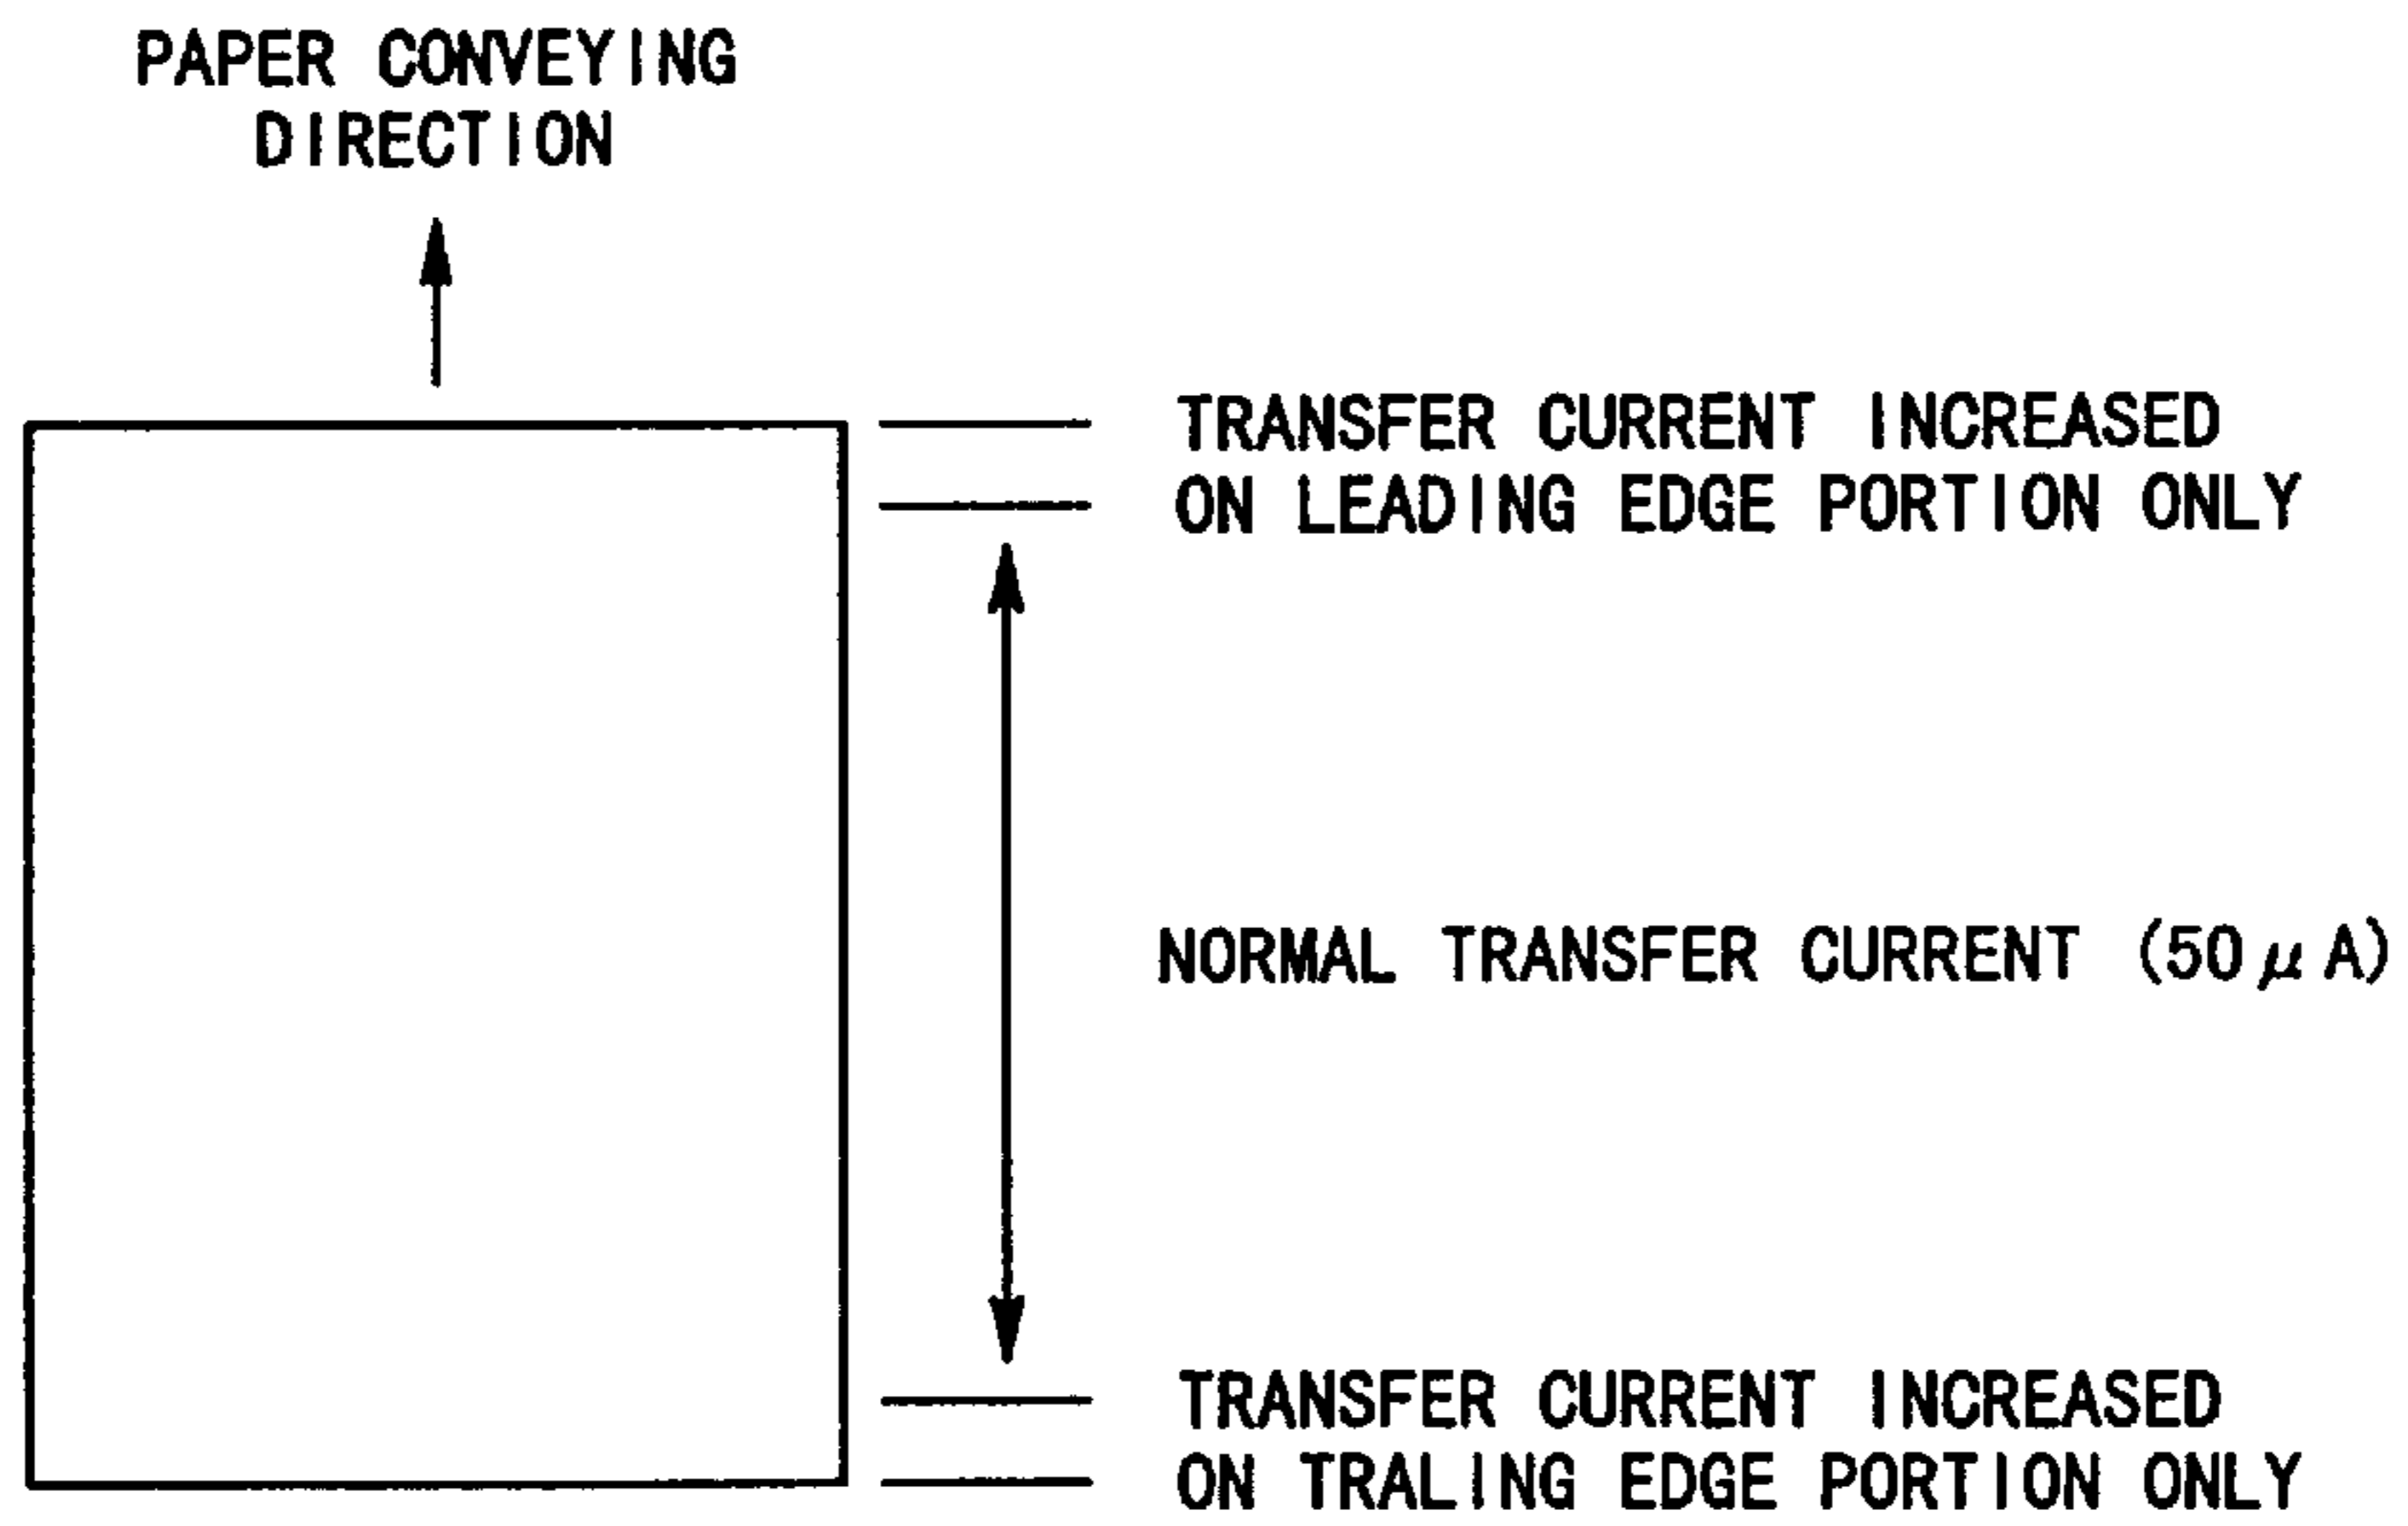 PAPER CONVEYING
DIRECTION
TRANSFER CURRENT INCREASED
ON LEADING EDGE PORTION ONLY
NORMAL TRANSFER CURRENT (50μA)
TRANSFER CURRENT INCREASED
ON TRALING EDGE PORTION ONLY